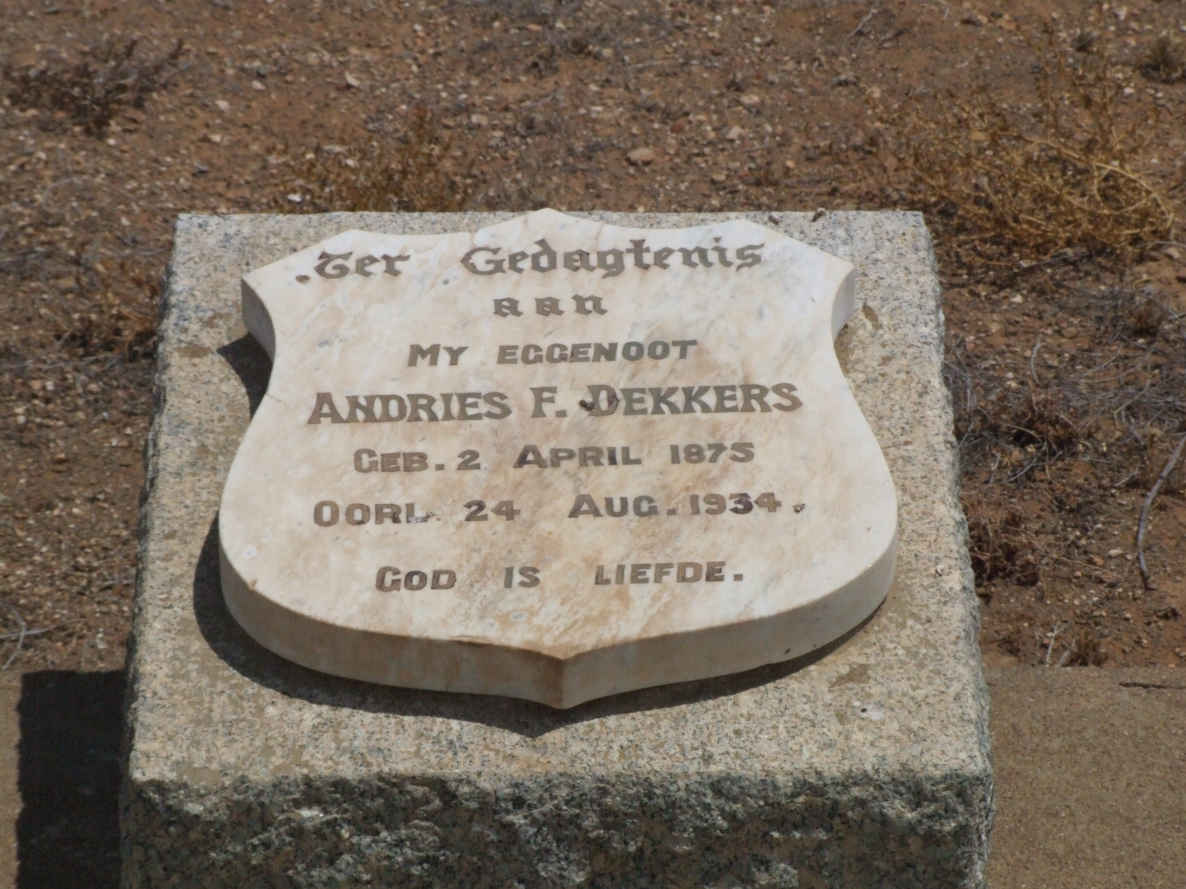 Ter Gedagtenis
aan
MY EGGENOOT
ANDRIES F. DEKKERS
GEB. 2 APRIL 1875
OORL. 24 AUG. 1934.
GOD IS LIEFDE.